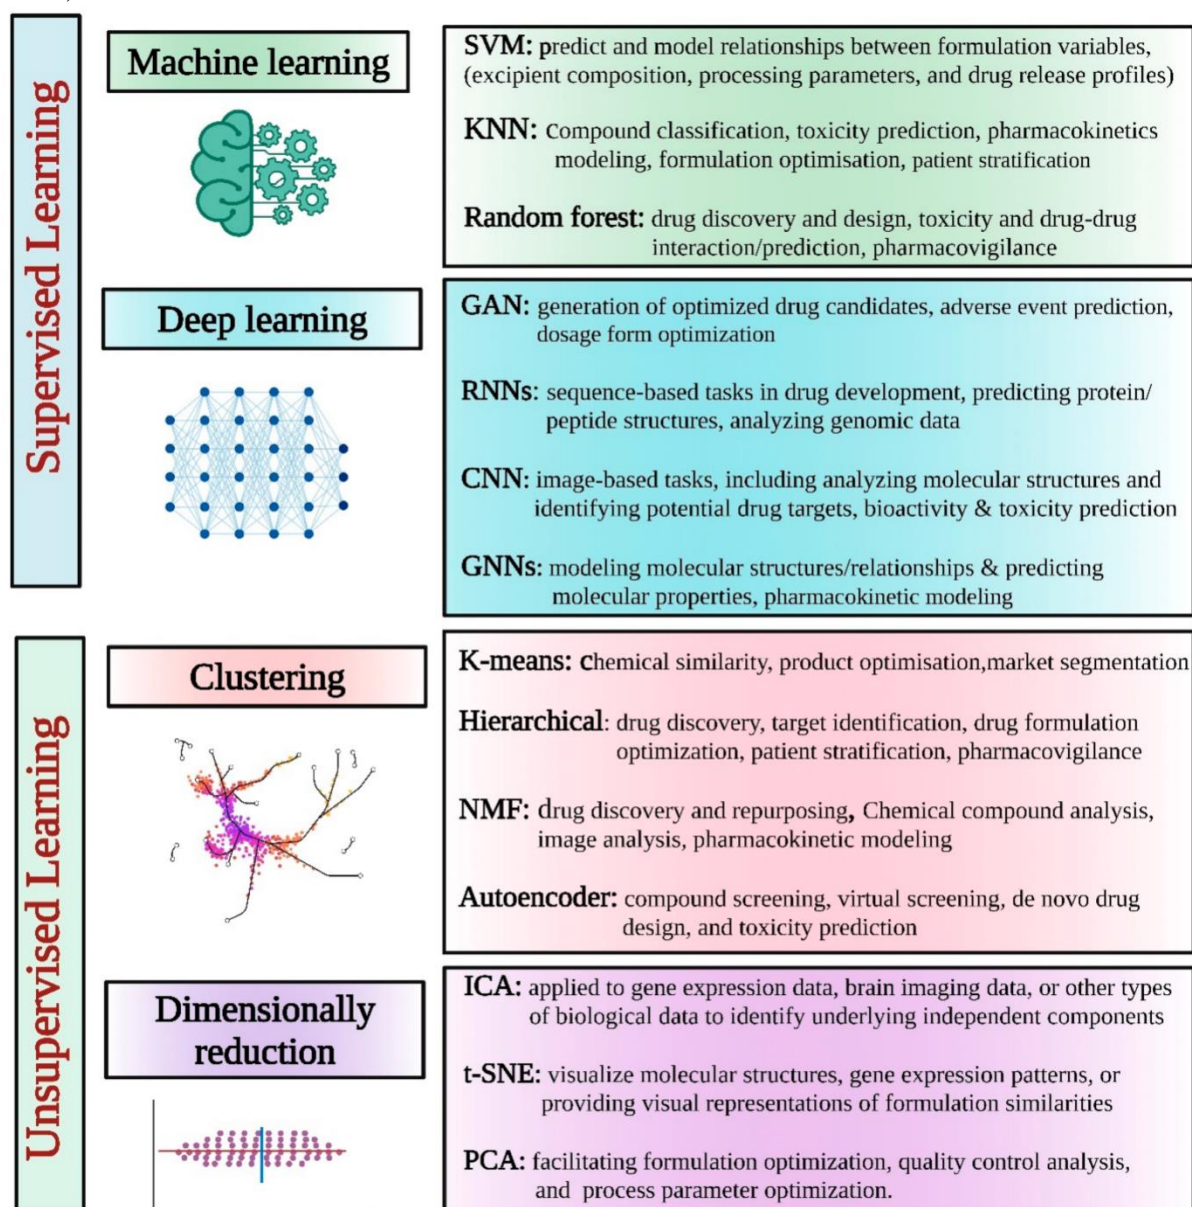 Supervised Learning
Machine learning
SVM: predict and model relationships between formulation variables,
(excipient composition, processing parameters, and drug release profiles)
KNN: Compound classification, toxicity prediction, pharmacokinetics
modeling, formulation optimisation, patient stratification
Random forest: drug discovery and design, toxicity and drug-drug
interaction/prediction, pharmacovigilance
Deep learning
GAN: generation of optimized drug candidates, adverse event prediction,
dosage form optimization
RNNs: sequence-based tasks in drug development, predicting protein/
peptide structures, analyzing genomic data
CNN: image-based tasks, including analyzing molecular structures and
identifying potential drug targets, bioactivity & toxicity prediction
GNNs: modeling molecular structures/relationships & predicting
molecular properties, pharmacokinetic modeling
Unsupervised Learning
Clustering
K-means: chemical similarity, product optimisation,market segmentation
Hierarchical: drug discovery, target identification, drug formulation
optimization, patient stratification, pharmacovigilance
NMF: drug discovery and repurposing, Chemical compound analysis,
image analysis, pharmacokinetic modeling
Autoencoder: compound screening, virtual screening, de novo drug
design, and toxicity prediction
Dimensionally
reduction
ICA: applied to gene expression data, brain imaging data, or other types
of biological data to identify underlying independent components
t-SNE: visualize molecular structures, gene expression patterns, or
providing visual representations of formulation similarities
PCA: facilitating formulation optimization, quality control analysis,
and process parameter optimization.